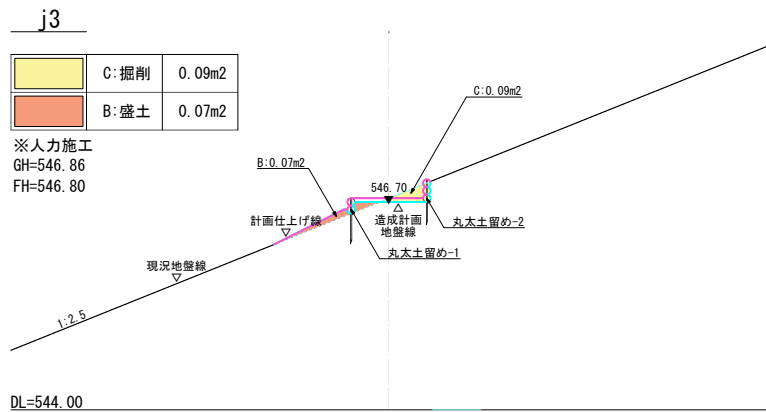 j3
C:掘削 0.09m2
B:盛土 0.07m2
※人力施工
GH=546.86
FH=546.80
C:0.09m2
B:0.07m2
546.70
計画仕上げ線
造成計画
地盤線
丸太土留め-2
丸太土留め-1
現況地盤線
1:2.5
DL=544.00